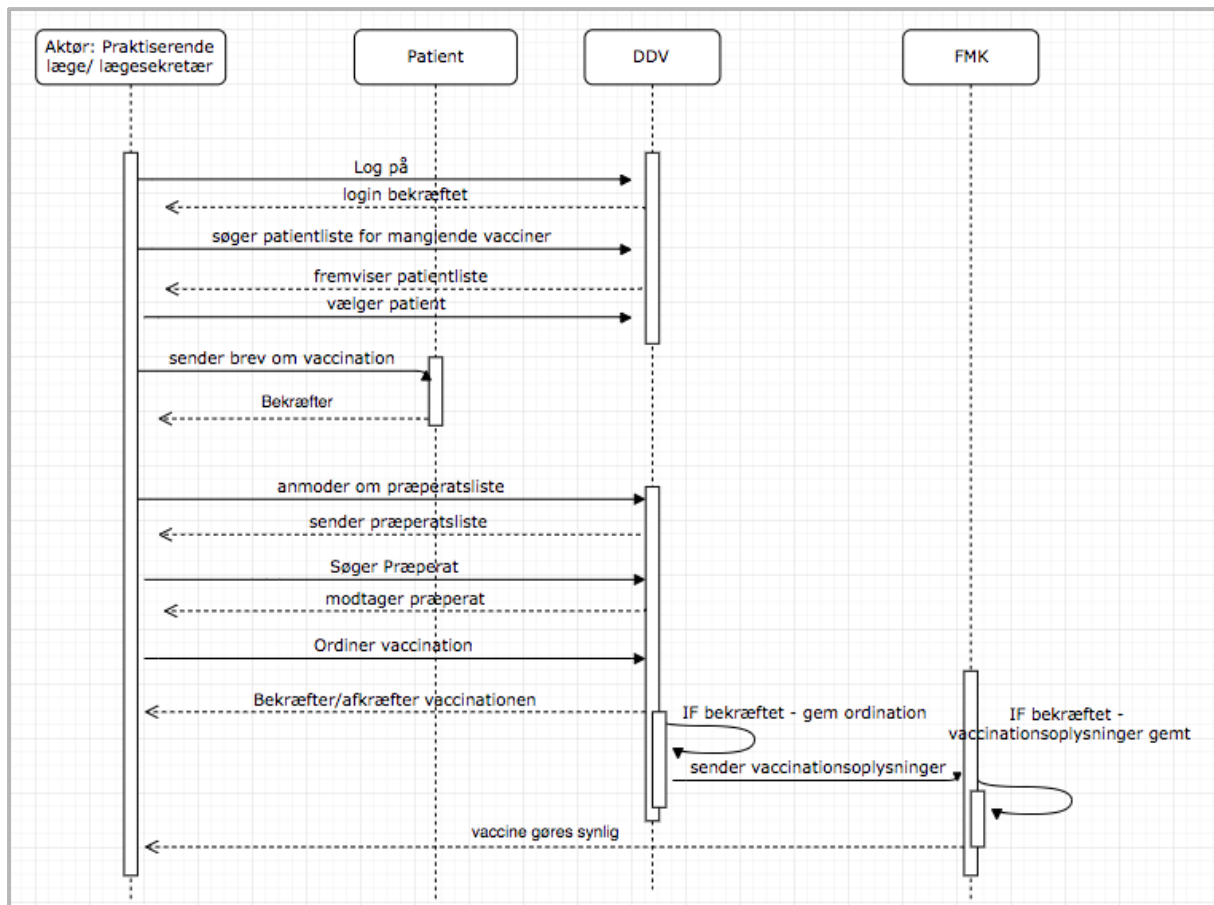 Aktør: Praktiserende
læge/ lægesekretær
Patient
DDV
FMK
Log på
login bekræftet
søger patientliste for manglende vacciner
fremviser patientliste
vælger patient
sender brev om vaccination
Bekræfter
anmoder om præperatsliste
sender præperatsliste
Søger Præperat
modtager præperat
Ordiner vaccination
Bekræfter/afkræfter vaccinationen
IF bekræftet - gem ordination
IF bekræftet -
vaccinationsoplysninger gemt
sender vaccinationsoplysninger
vaccine gøres synlig